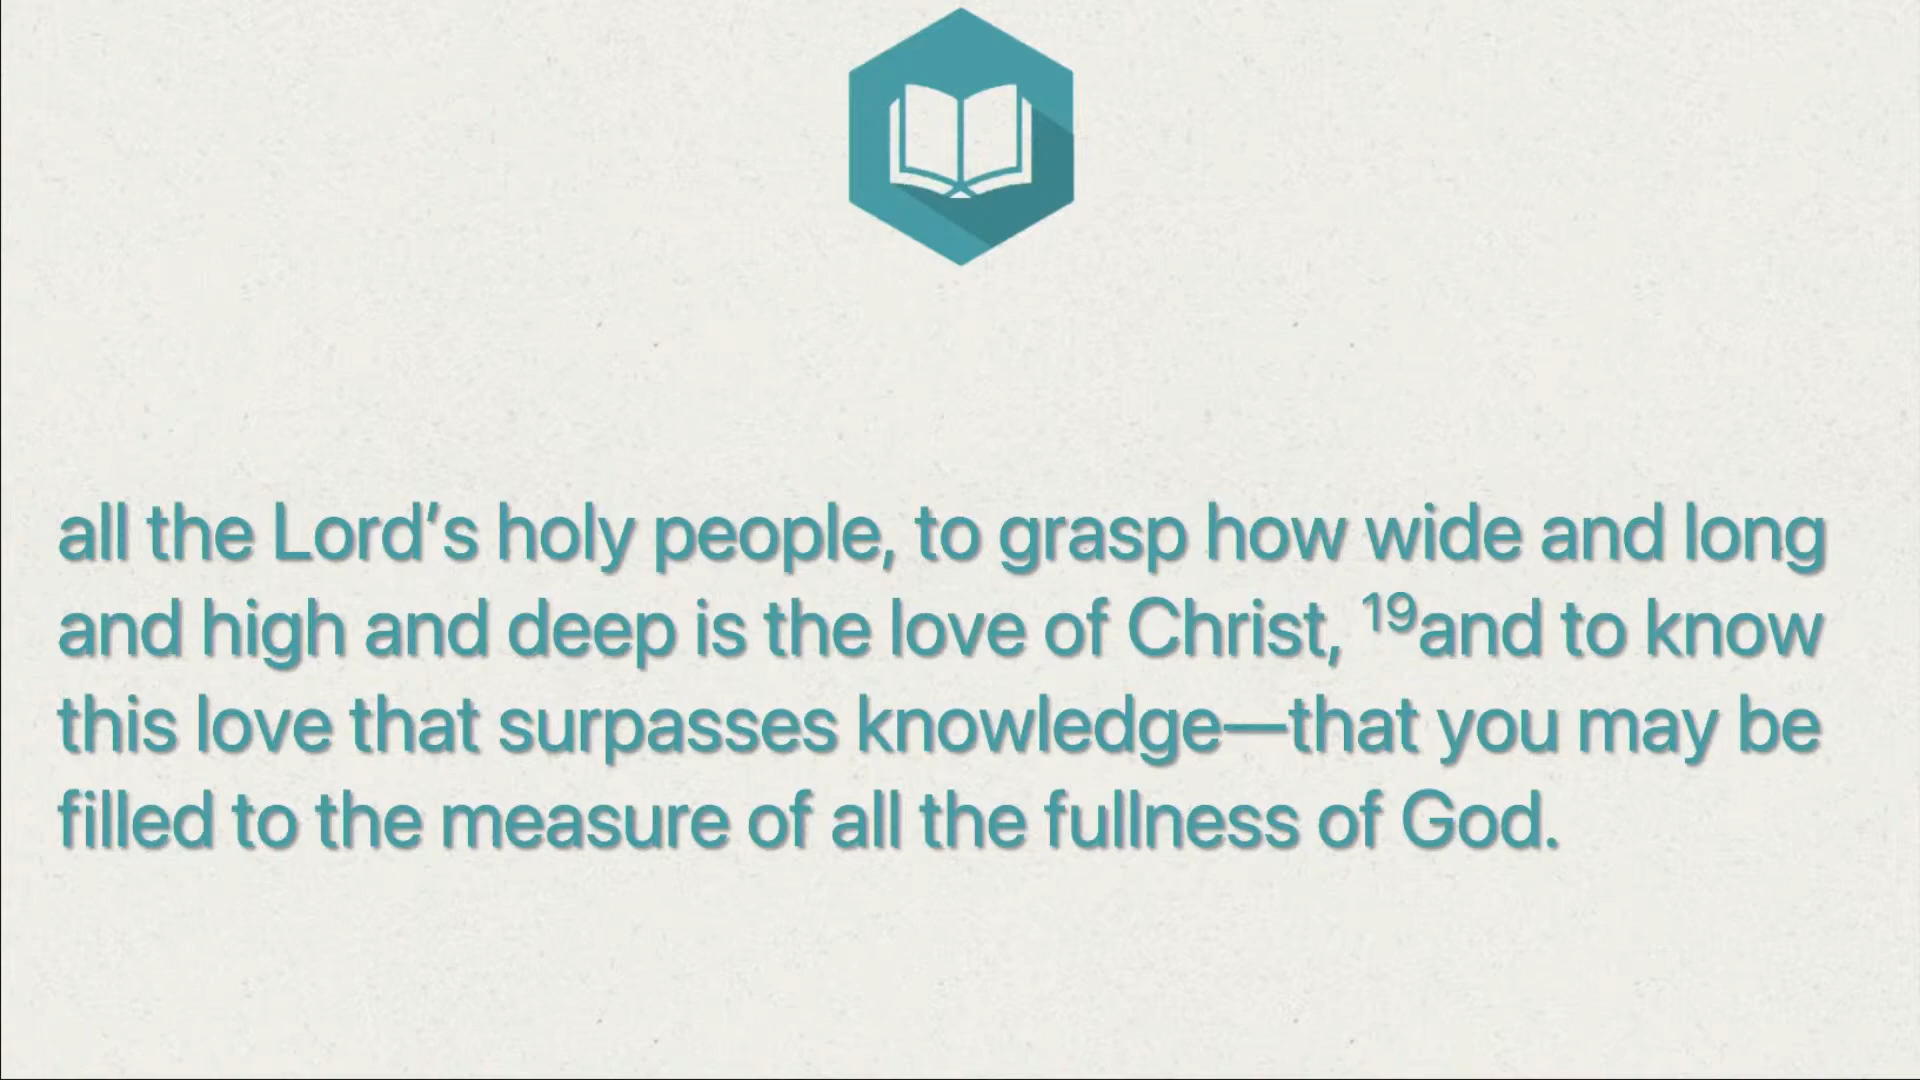 all the Lord’s holy people, to grasp how wide and long
and high and deep is the love of Christ, ¹⁹and to know
this love that surpasses knowledge—that you may be
filled to the measure of all the fullness of God.